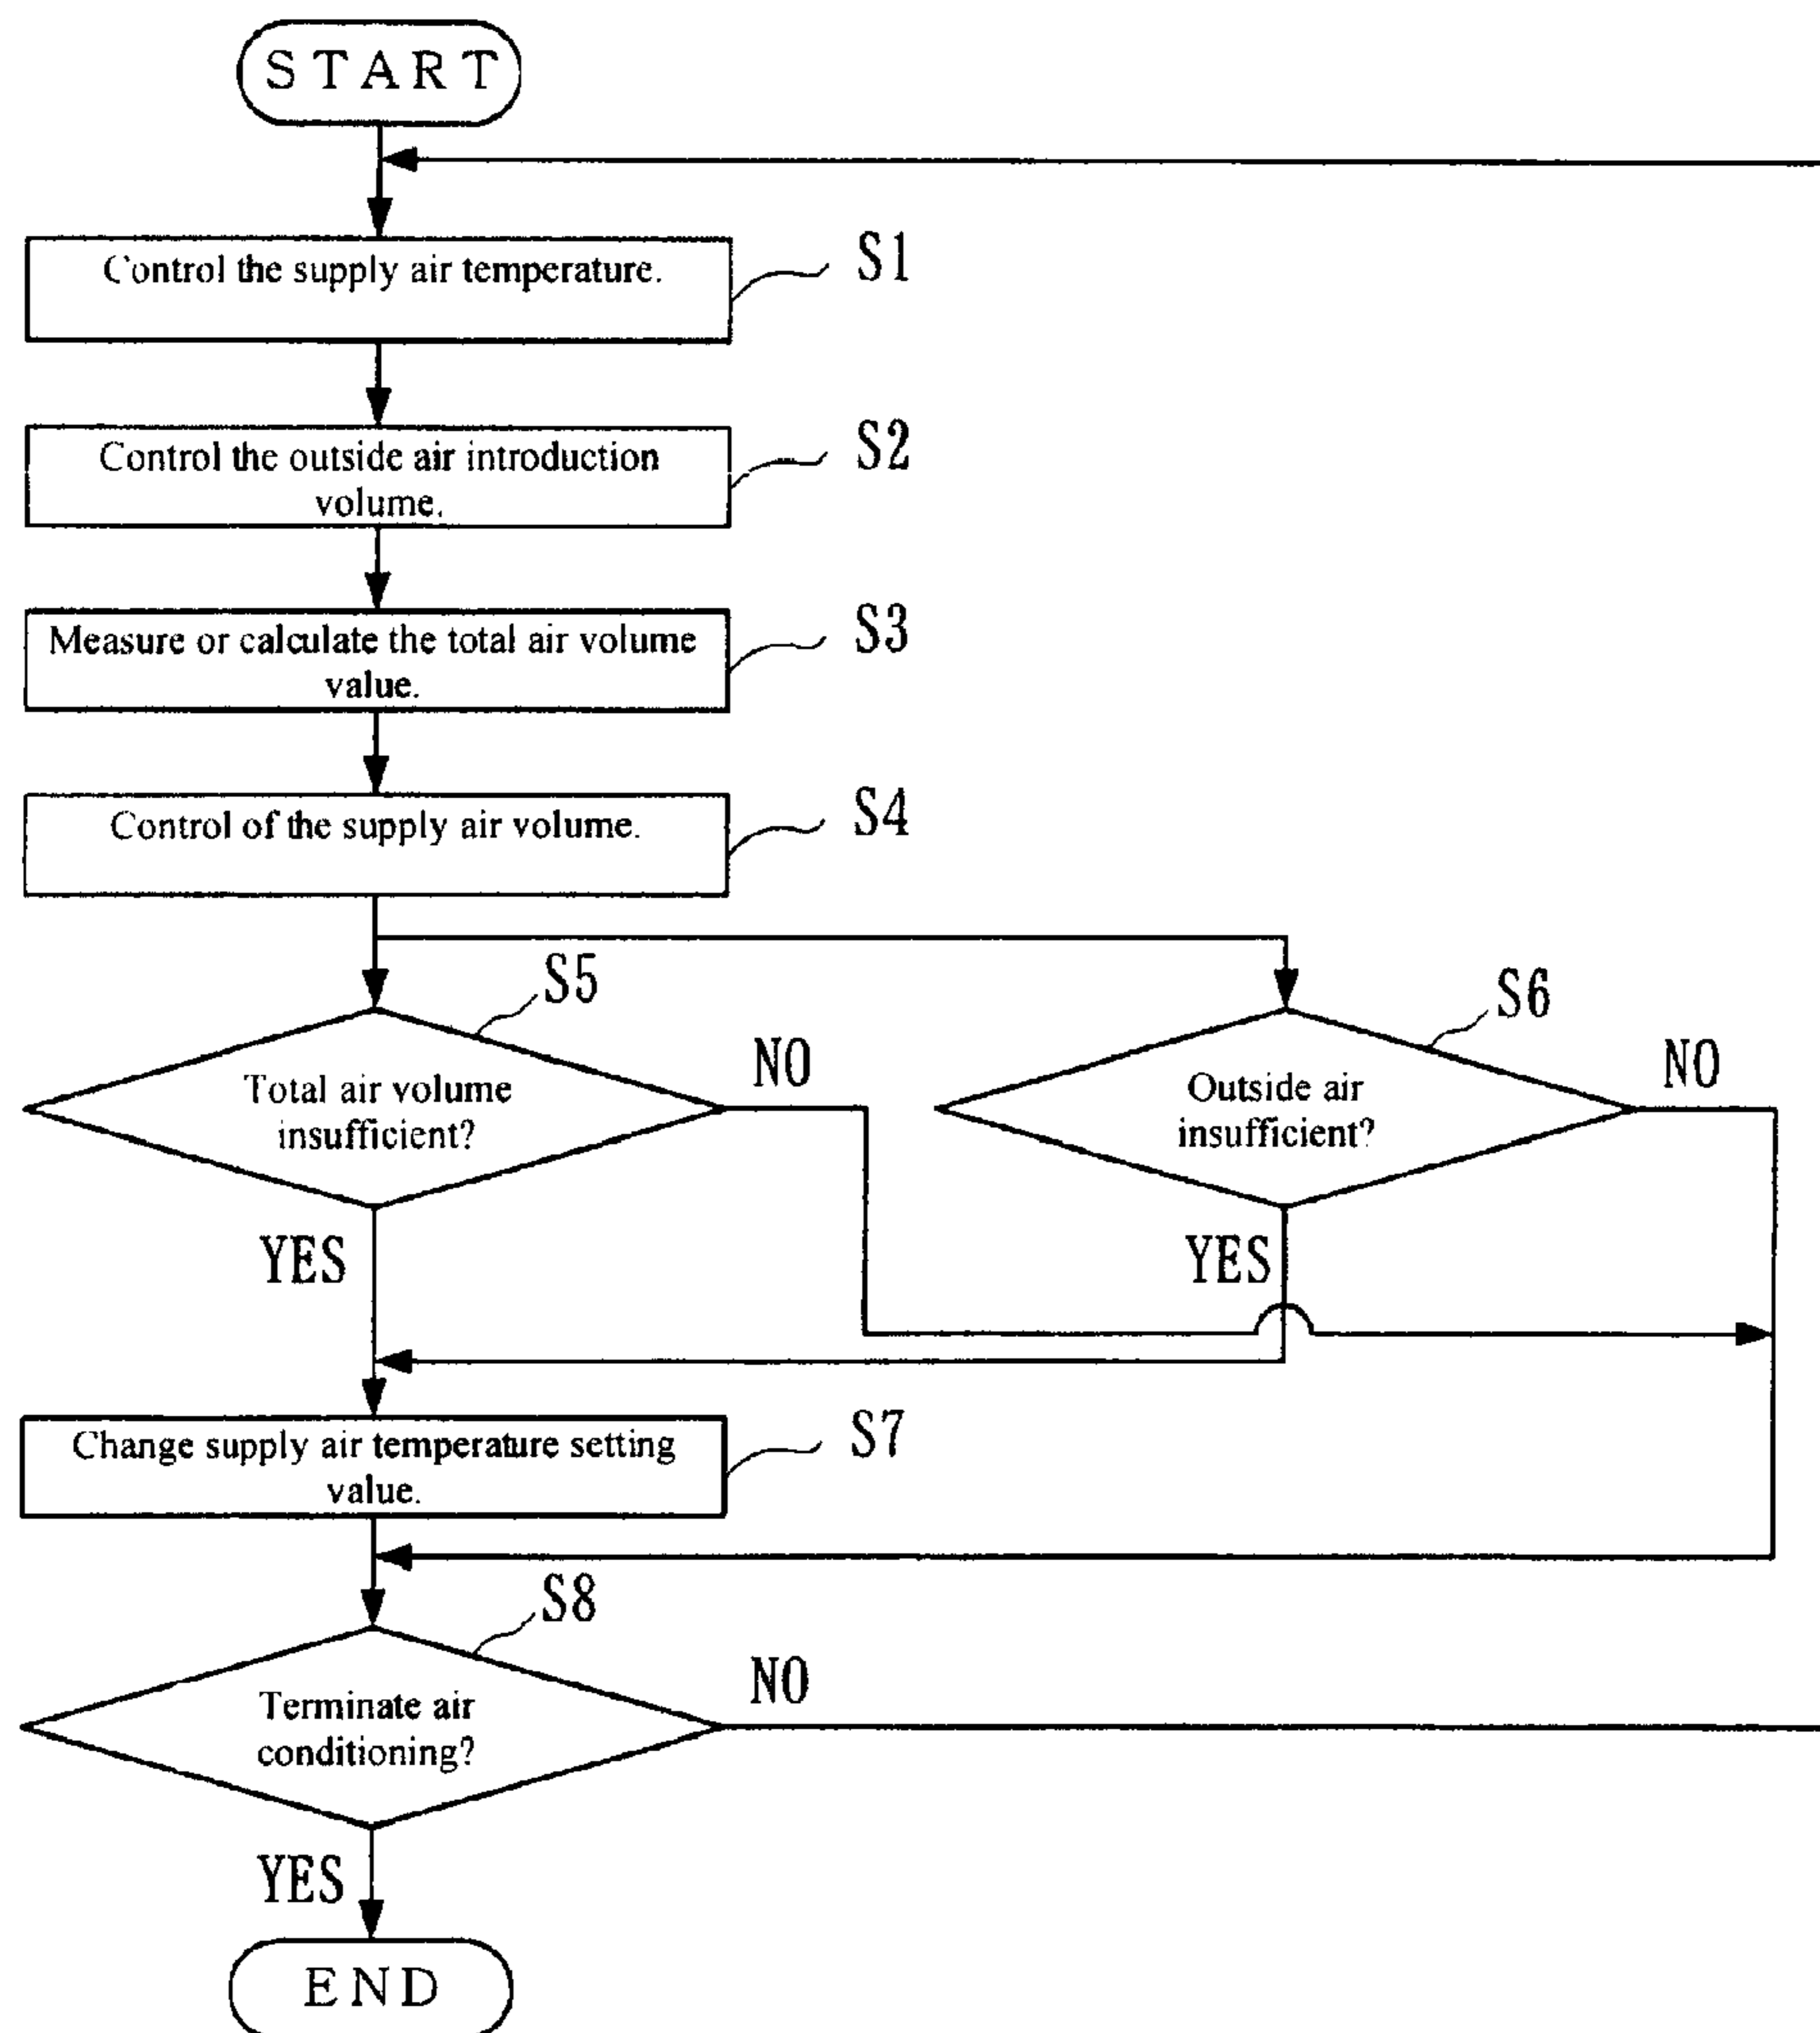 START
Control the supply air temperature.
S1
Control the outside air introduction
volume.
S2
Measure or calculate the total air volume
value.
S3
Control of the supply air volume.
S4
S5
Total air volume
insufficient?
NO
YES
S6
Outside air
insufficient?
NO
YES
Change supply air temperature setting
value.
S7
S8
Terminate air
conditioning?
NO
YES
END